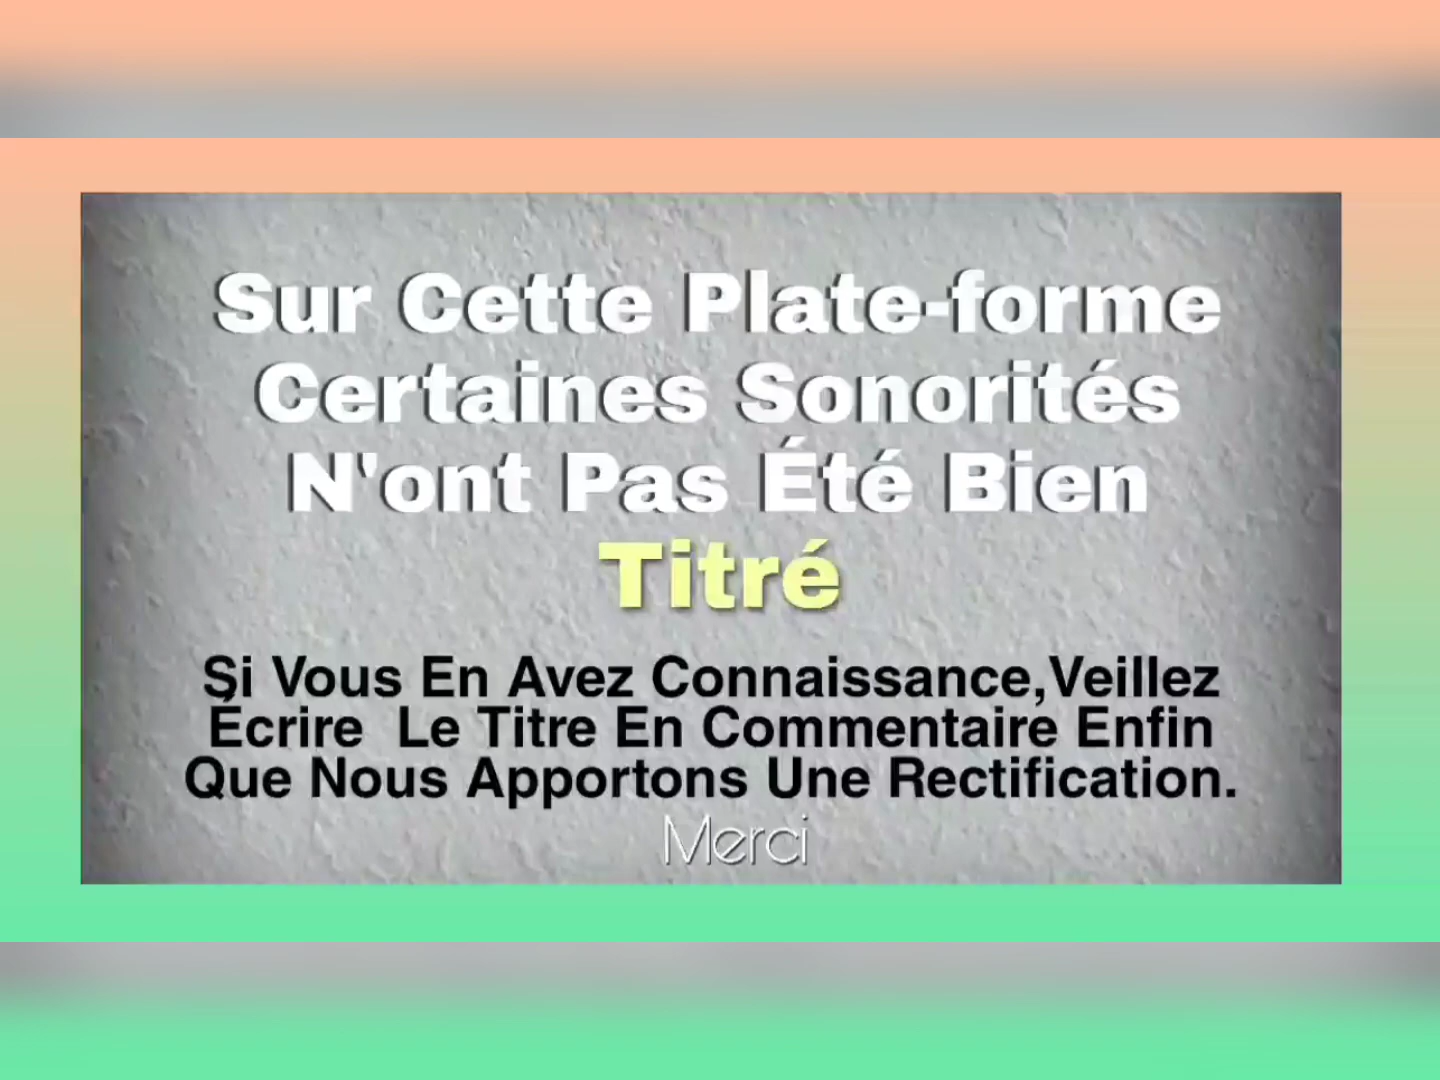 Sur Cette Plate-forme
Certaines Sonorités
N'ont Pas Été Bien
Titré
Si Vous En Avez Connaissance,Veillez
Écrire  Le Titre En Commentaire Enfin
Que Nous Apportons Une Rectification.
Merci